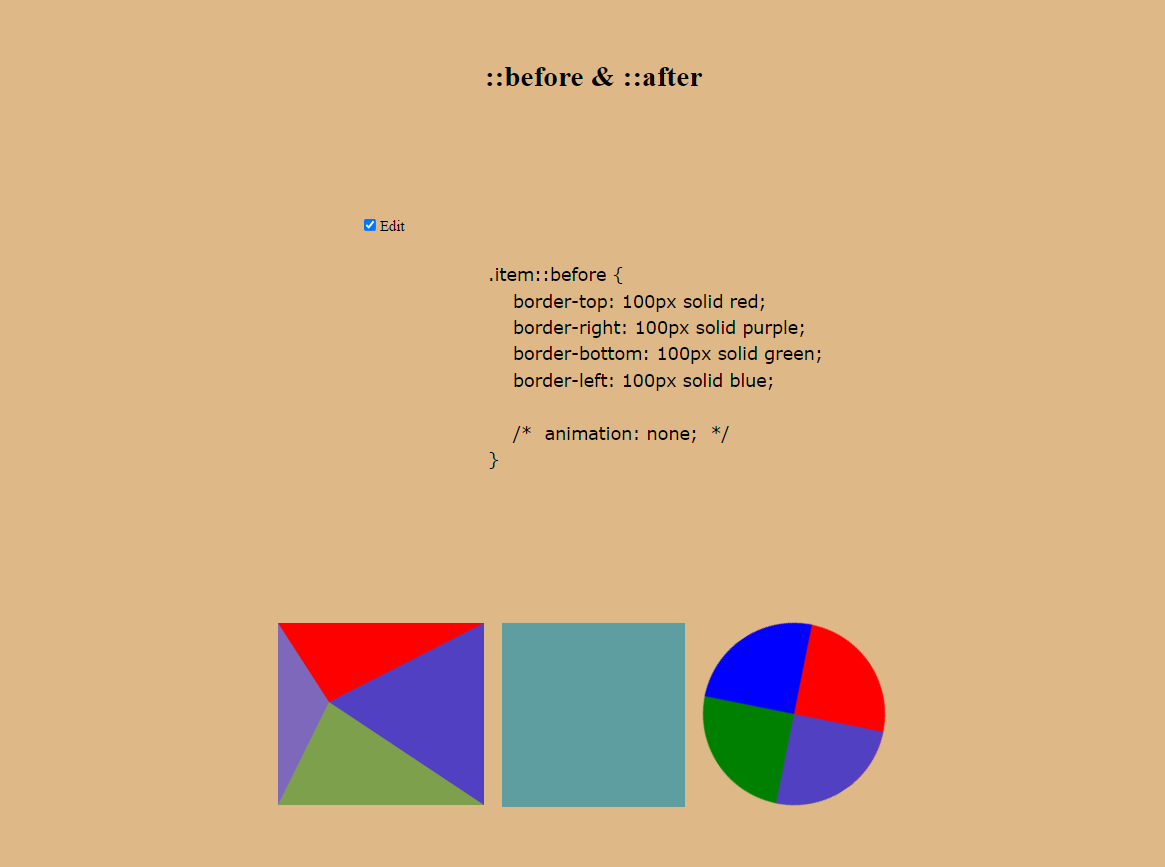 ::before & ::after
Edit
.item::before {
border-top: 100px solid red;
border-right: 100px solid purple;
border-bottom: 100px solid green;
border-left: 100px solid blue;
/*  animation: none;  */
}